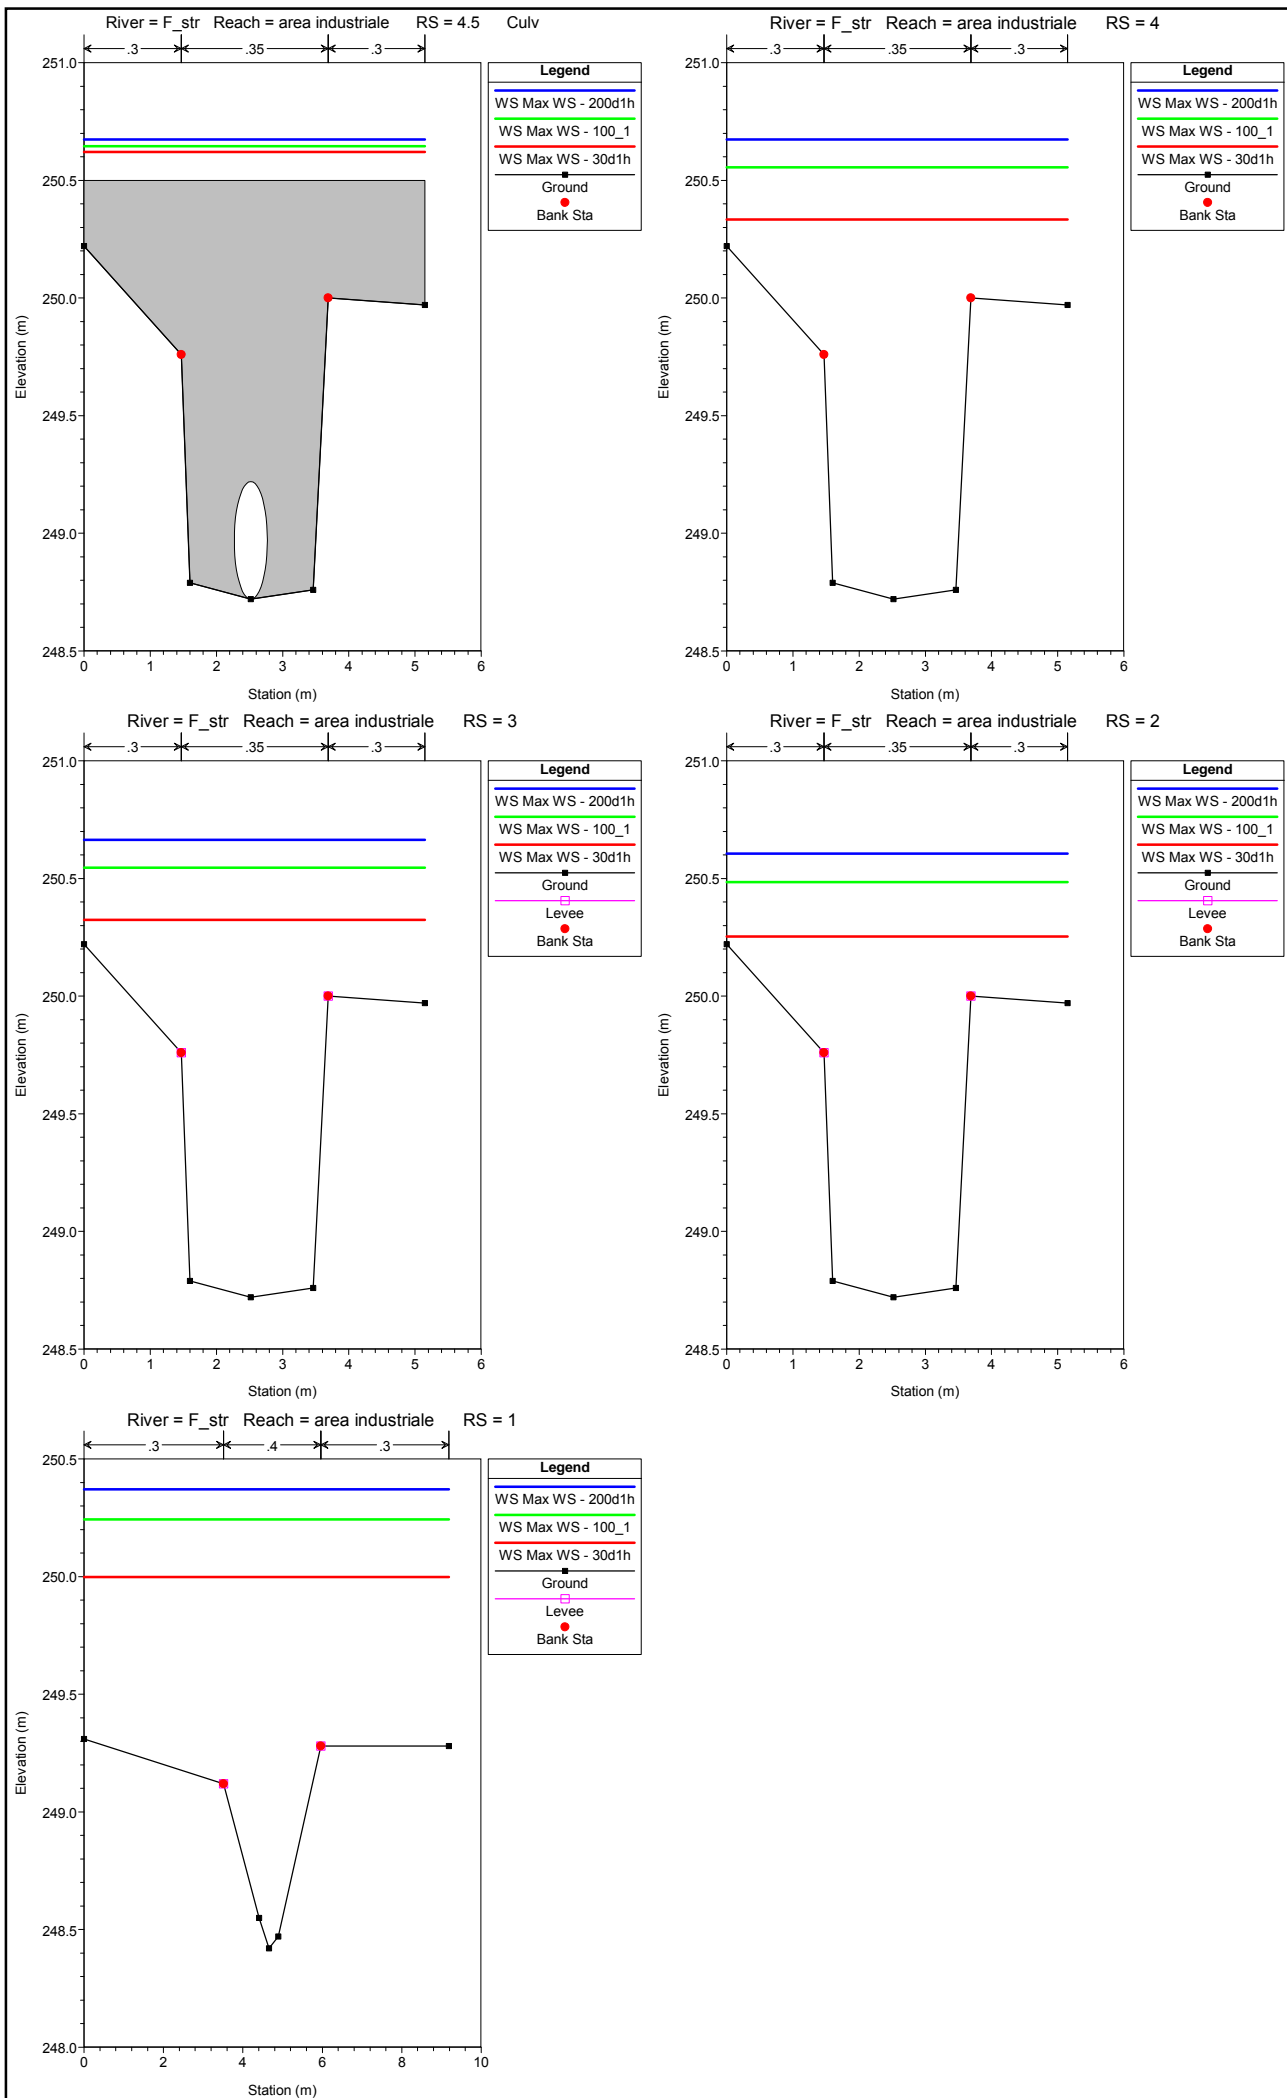 River = F_str Reach = area industriale RS = 4.5 Culv
.3 .35 .3
251.0
250.5
250.0
249.5
249.0
248.5
Elevation (m)
0 1 2 3 4 5 6
Station (m)
Legend
WS Max WS - 200d1h
WS Max WS - 100_1
WS Max WS - 30d1h
Ground
Bank Sta
River = F_str Reach = area industriale RS = 4
.3 .35 .3
251.0
250.5
250.0
249.5
249.0
248.5
Elevation (m)
0 1 2 3 4 5 6
Station (m)
Legend
WS Max WS - 200d1h
WS Max WS - 100_1
WS Max WS - 30d1h
Ground
Bank Sta
River = F_str Reach = area industriale RS = 3
.3 .35 .3
251.0
250.5
250.0
249.5
249.0
248.5
Elevation (m)
0 1 2 3 4 5 6
Station (m)
Legend
WS Max WS - 200d1h
WS Max WS - 100_1
WS Max WS - 30d1h
Ground
Levee
Bank Sta
River = F_str Reach = area industriale RS = 2
.3 .35 .3
251.0
250.5
250.0
249.5
249.0
248.5
Elevation (m)
0 1 2 3 4 5 6
Station (m)
Legend
WS Max WS - 200d1h
WS Max WS - 100_1
WS Max WS - 30d1h
Ground
Levee
Bank Sta
River = F_str Reach = area industriale RS = 1
.3 .4 .3
250.5
250.0
249.5
249.0
248.5
248.0
Elevation (m)
0 2 4 6 8 10
Station (m)
Legend
WS Max WS - 200d1h
WS Max WS - 100_1
WS Max WS - 30d1h
Ground
Levee
Bank Sta